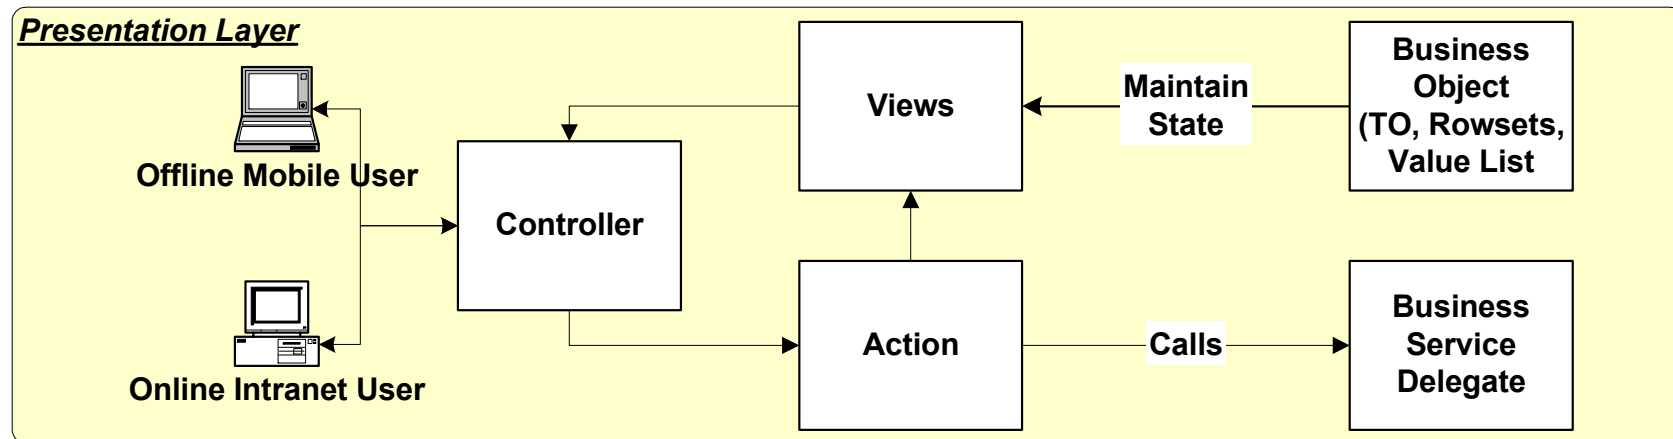 Presentation Layer
Offline Mobile User
Online Intranet User
Controller
Views
Action
Maintain
State
Calls
Business
Object
(TO, Rowsets,
Value List
Business
Service
Delegate